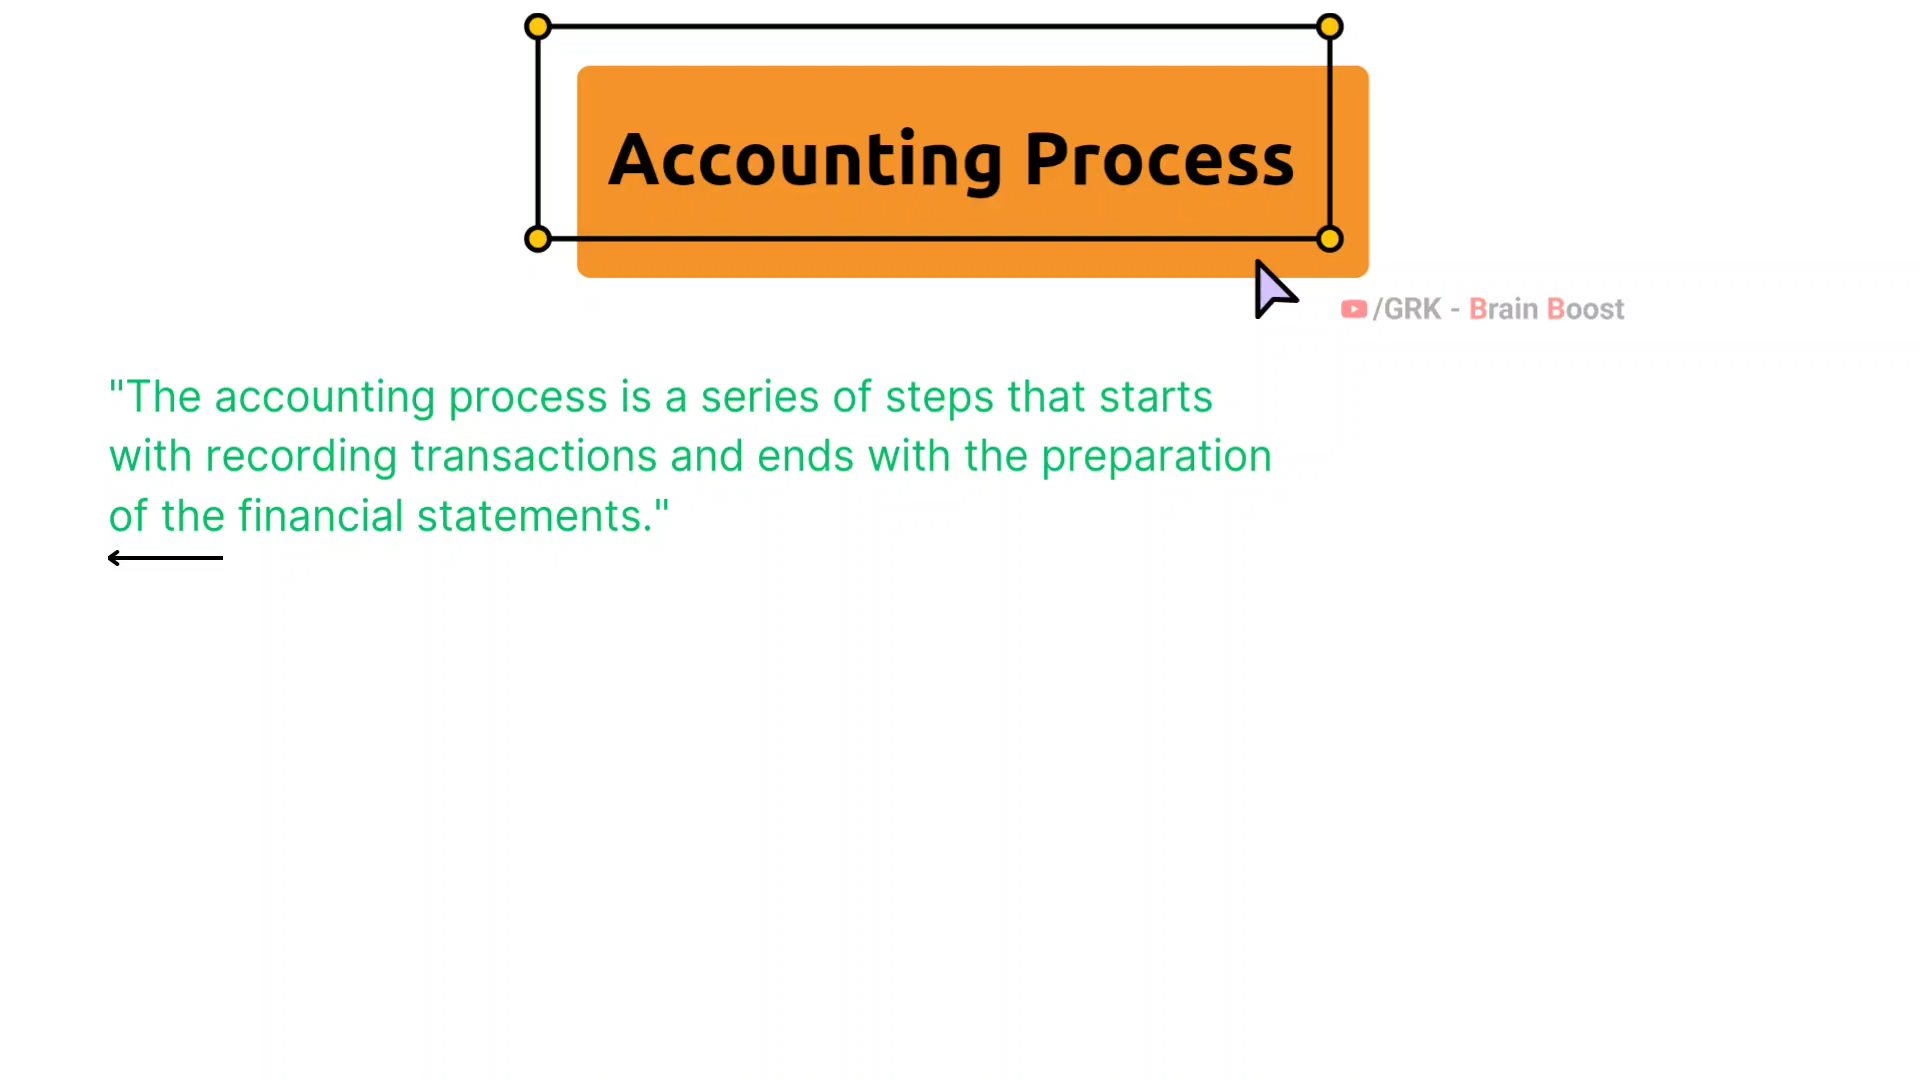 Accounting Process
/GRK - Brain Boost
"The accounting process is a series of steps that starts
with recording transactions and ends with the preparation
of the financial statements."